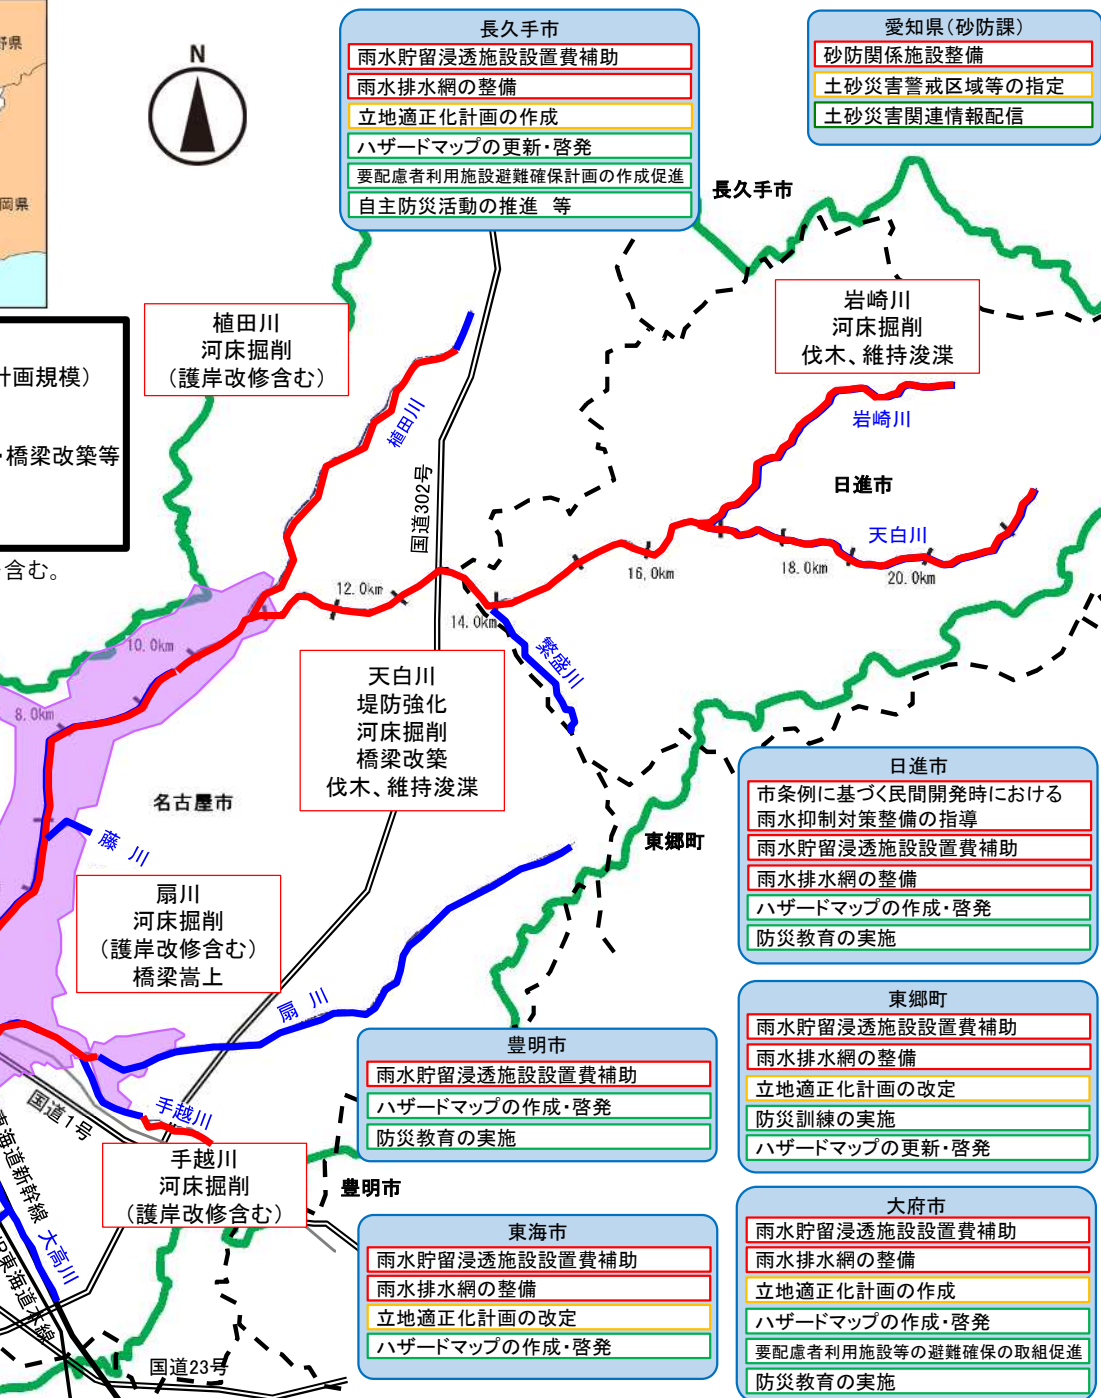 野県
岡県
N
長久手市
雨水貯留浸透施設設置費補助
雨水排水網の整備
立地適正化計画の作成
ハザードマップの更新・啓発
要配慮者利用施設避難確保計画の作成促進
自主防災活動の推進 等
愛知県(砂防課)
砂防関係施設整備
土砂災害警戒区域等の指定
土砂災害関連情報配信
長久手市
植田川
河床掘削
(護岸改修含む)
岩崎川
河床掘削
伐木、維持浚渫
計画規模)
・橋梁改築等
含む。
植田川
国道302号
岩崎川
日進市
天白川
12.0km
14.0km
16.0km
18.0km
20.0km
10.0km
8.0km
繁盛川
天白川
堤防強化
河床掘削
橋梁改築
伐木、維持浚渫
名古屋市
藤川
東郷町
扇川
河床掘削
(護岸改修含む)
橋梁嵩上
扇川
日進市
市条例に基づく民間開発時における
雨水抑制対策整備の指導
雨水貯留浸透施設設置費補助
雨水排水網の整備
ハザードマップの作成・啓発
防災教育の実施
東郷町
雨水貯留浸透施設設置費補助
雨水排水網の整備
立地適正化計画の改定
防災訓練の実施
ハザードマップの更新・啓発
豊明市
雨水貯留浸透施設設置費補助
ハザードマップの作成・啓発
防災教育の実施
国道1号
手越川
手越川
河床掘削
(護岸改修含む)
豊明市
東海道新幹線
大高川
JR東海道本線
国道23号
東海市
雨水貯留浸透施設設置費補助
雨水排水網の整備
立地適正化計画の改定
ハザードマップの作成・啓発
大府市
雨水貯留浸透施設設置費補助
雨水排水網の整備
立地適正化計画の作成
ハザードマップの作成・啓発
要配慮者利用施設等の避難確保の取組促進
防災教育の実施